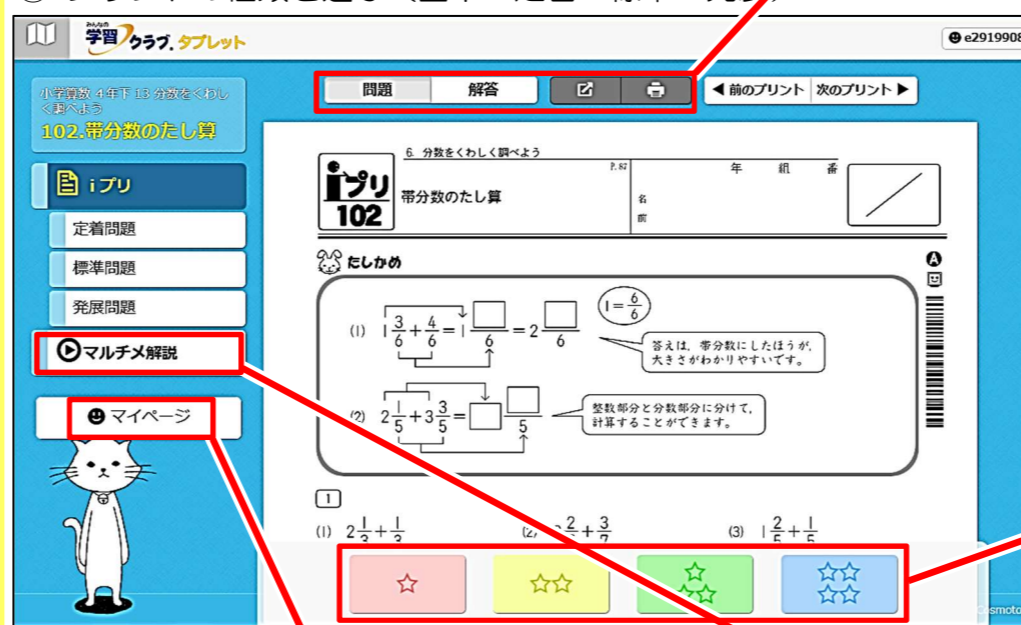 みんなの
学習クラブ.タブレット
e2919908
小学算数 4年下 13 分数をくわし
く調べよう
102.帯分数のたし算
iプリ
定着問題
標準問題
発展問題
マルチメ解説
マイページ
問題 解答
◀前のプリント 次のプリント▶
6. 分数をくわしく調べよう
iプリ
102
帯分数のたし算
P.87
年 組 番
名
前
たしかめ
A
(1) 1 3/6 + 4/6 = 1 □/6 = 2 □/6
1 = 6/6
答えは、帯分数にしたほうが、
大きさがわかりやすいです。
(2) 2 1/5 + 3 3/5 = □ □/5
整数部分と分数部分に分けて、
計算することができます。
1
(1) 2 1/3 + 1/3
(3) 1 2/5 + 1/5
☆
☆☆
☆☆☆
☆☆☆☆